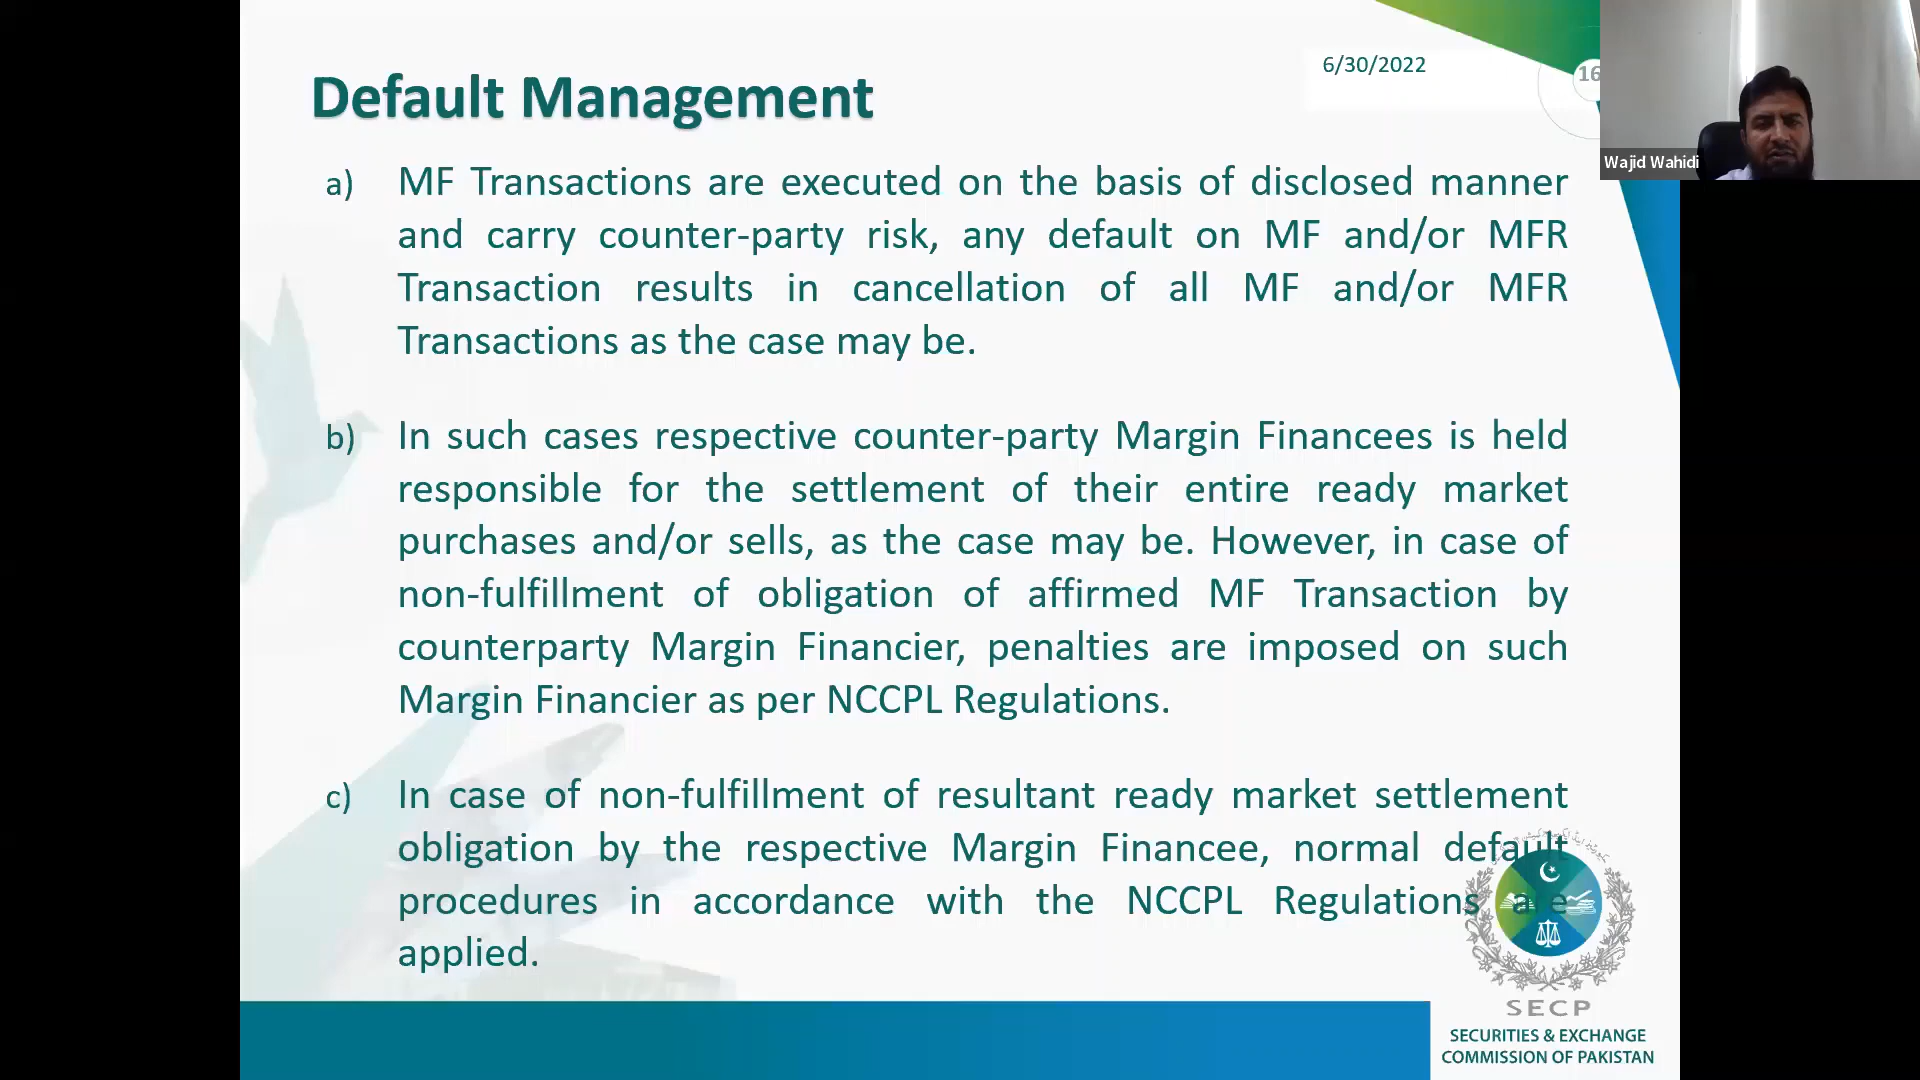 Default Management
6/30/2022
16
Wajid Wahidi
a) MF Transactions are executed on the basis of disclosed manner
and carry counter-party risk, any default on MF and/or MFR
Transaction results in cancellation of all MF and/or MFR
Transactions as the case may be.
b) In such cases respective counter-party Margin Financees is held
responsible for the settlement of their entire ready market
purchases and/or sells, as the case may be. However, in case of
non-fulfillment of obligation of affirmed MF Transaction by
counterparty Margin Financier, penalties are imposed on such
Margin Financier as per NCCPL Regulations.
c) In case of non-fulfillment of resultant ready market settlement
obligation by the respective Margin Financee, normal default
procedures in accordance with the NCCPL Regulations are
applied.
SECP
SECURITIES & EXCHANGE
COMMISSION OF PAKISTAN